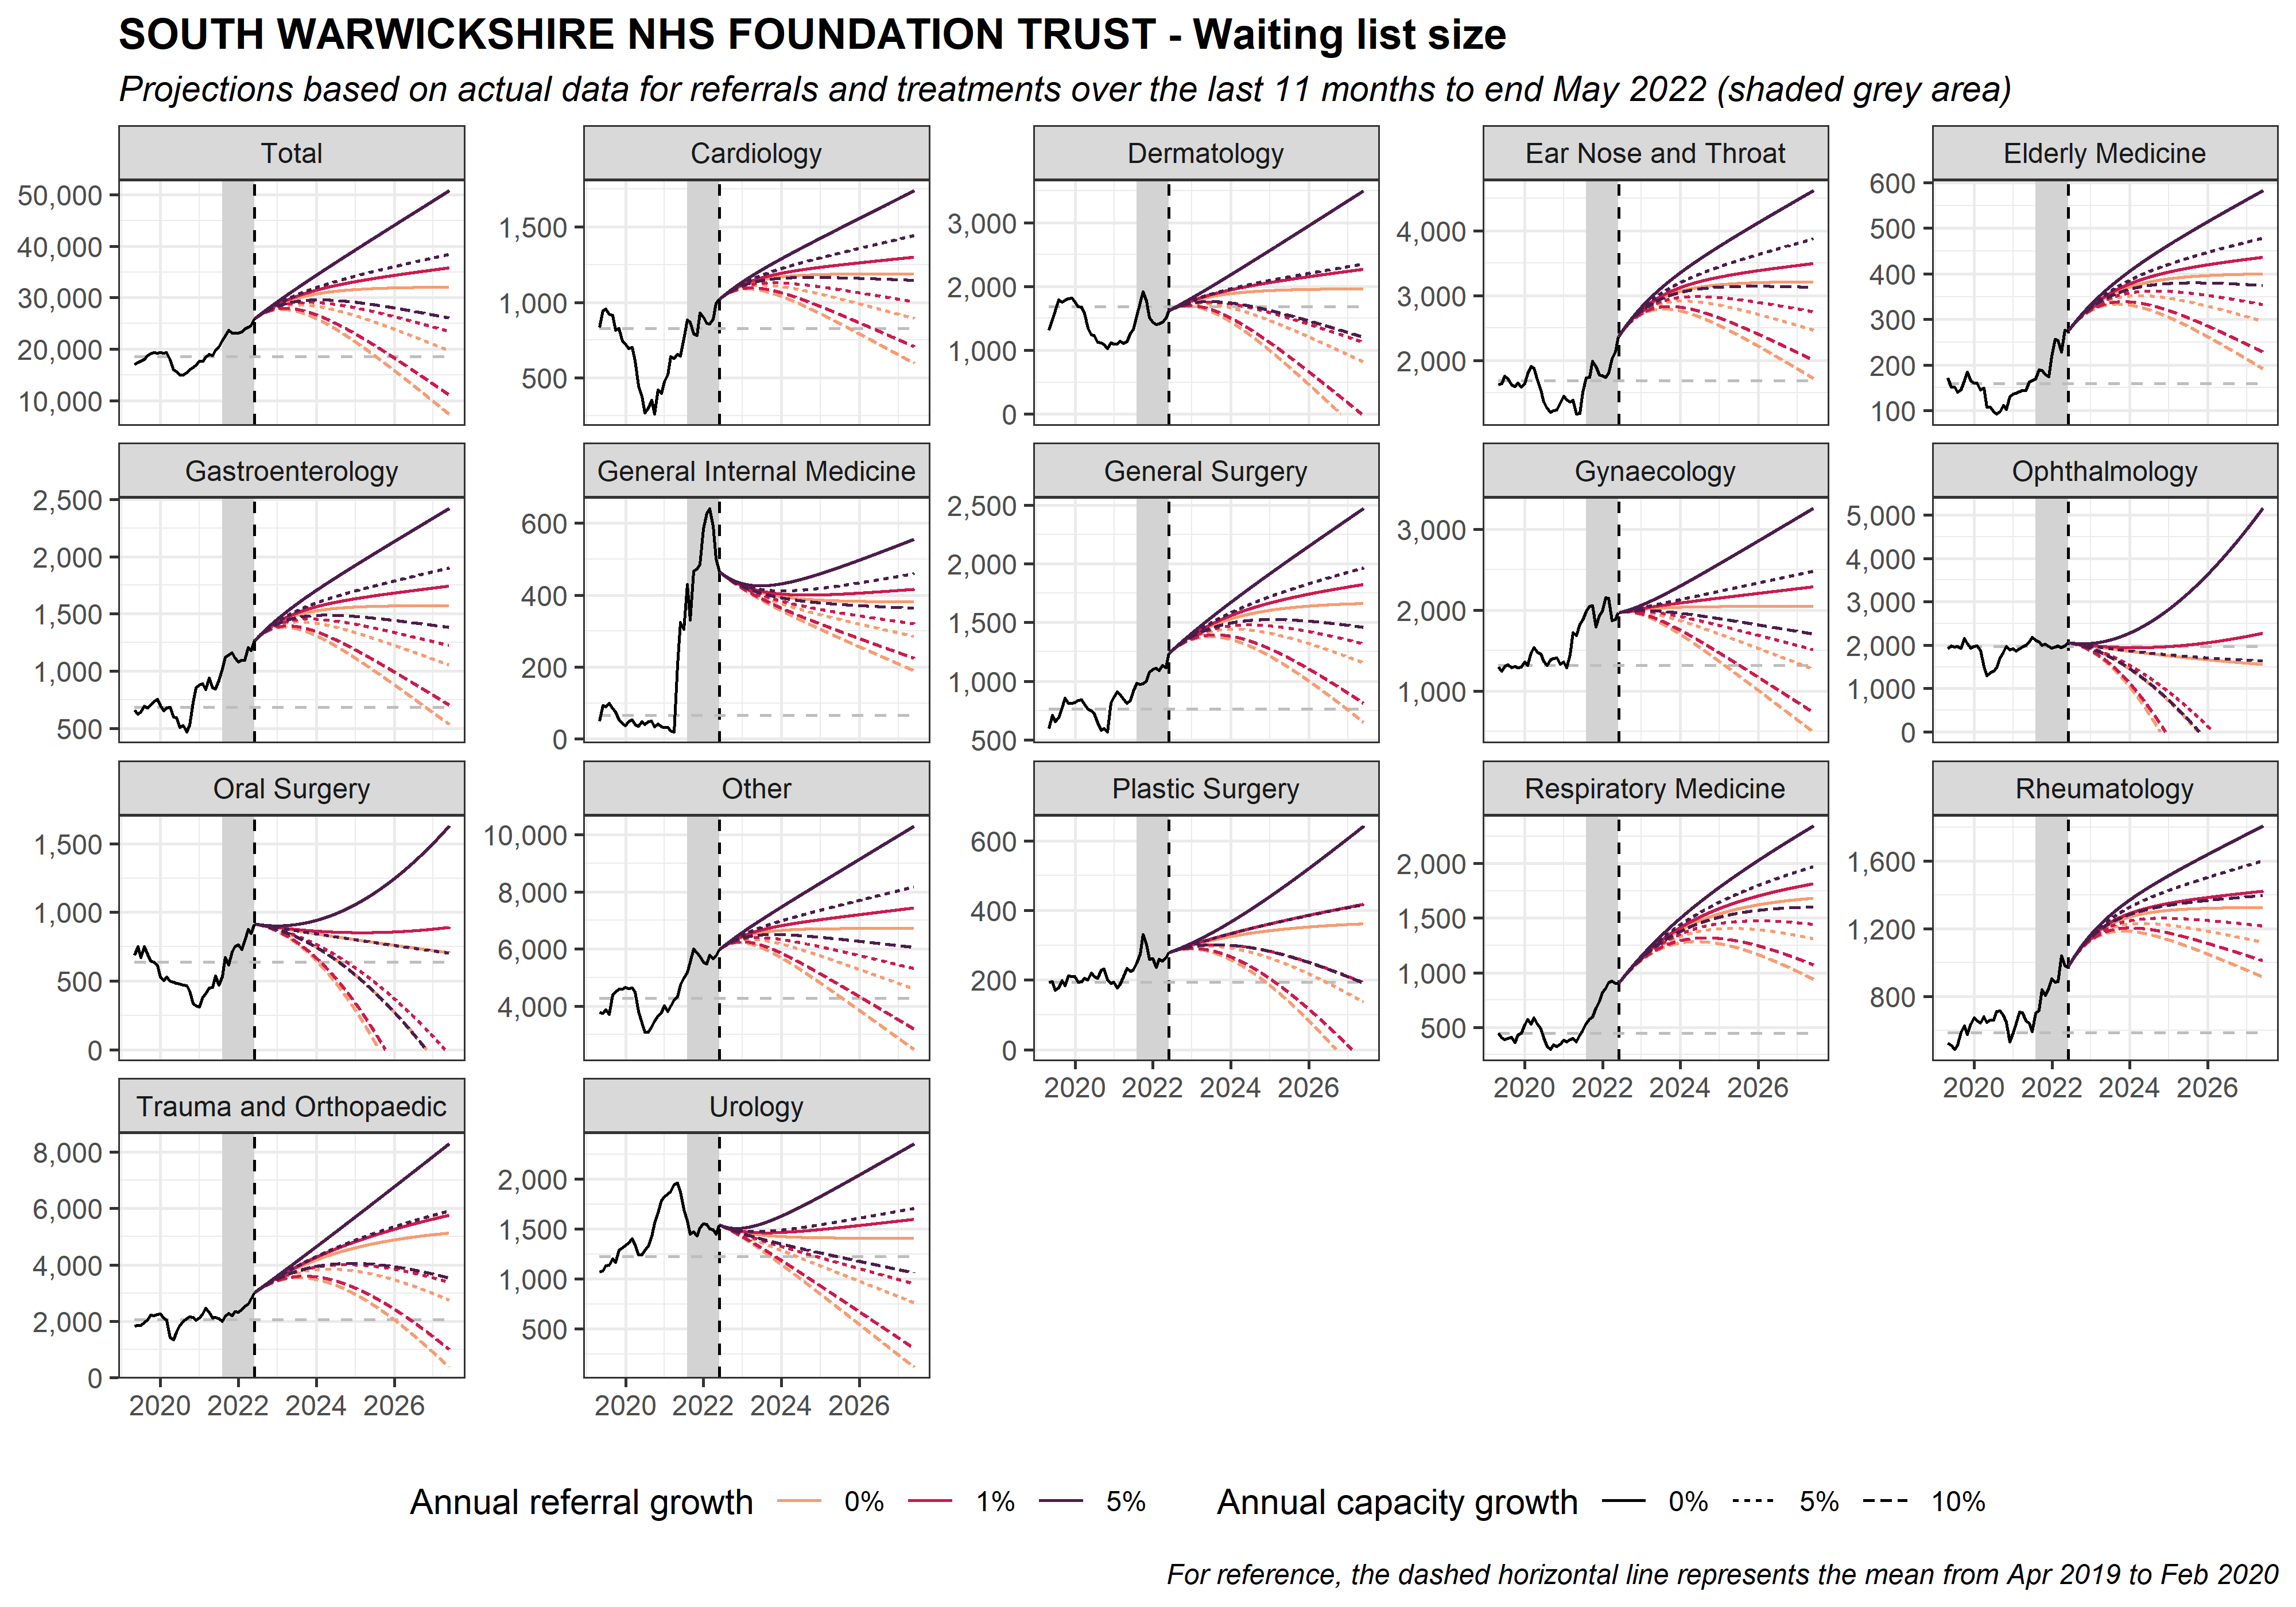 SOUTH WARWICKSHIRE NHS FOUNDATION TRUST - Waiting list size
Projections based on actual data for referrals and treatments over the last 11 months to end May 2022 (shaded grey area)
Total
50,000
40,000
30,000
20,000
10,000
Cardiology
1,500
1,000
500
Dermatology
3,000
2,000
1,000
0
Ear Nose and Throat
4,000
3,000
2,000
Elderly Medicine
600
500
400
300
200
100
Gastroenterology
2,500
2,000
1,500
1,000
500
General Internal Medicine
600
400
200
0
General Surgery
2,500
2,000
1,500
1,000
500
Gynaecology
3,000
2,000
1,000
Ophthalmology
5,000
4,000
3,000
2,000
1,000
0
Oral Surgery
1,500
1,000
500
0
Other
10,000
8,000
6,000
4,000
Plastic Surgery
600
400
200
0
2020 2022 2024 2026
Respiratory Medicine
2,000
1,500
1,000
500
2020 2022 2024 2026
Rheumatology
1,600
1,200
800
2020 2022 2024 2026
Trauma and Orthopaedic
8,000
6,000
4,000
2,000
0
2020 2022 2024 2026
Urology
2,000
1,500
1,000
500
2020 2022 2024 2026
Annual referral growth 0% 1% 5% Annual capacity growth 0% 5% 10%
For reference, the dashed horizontal line represents the mean from Apr 2019 to Feb 2020